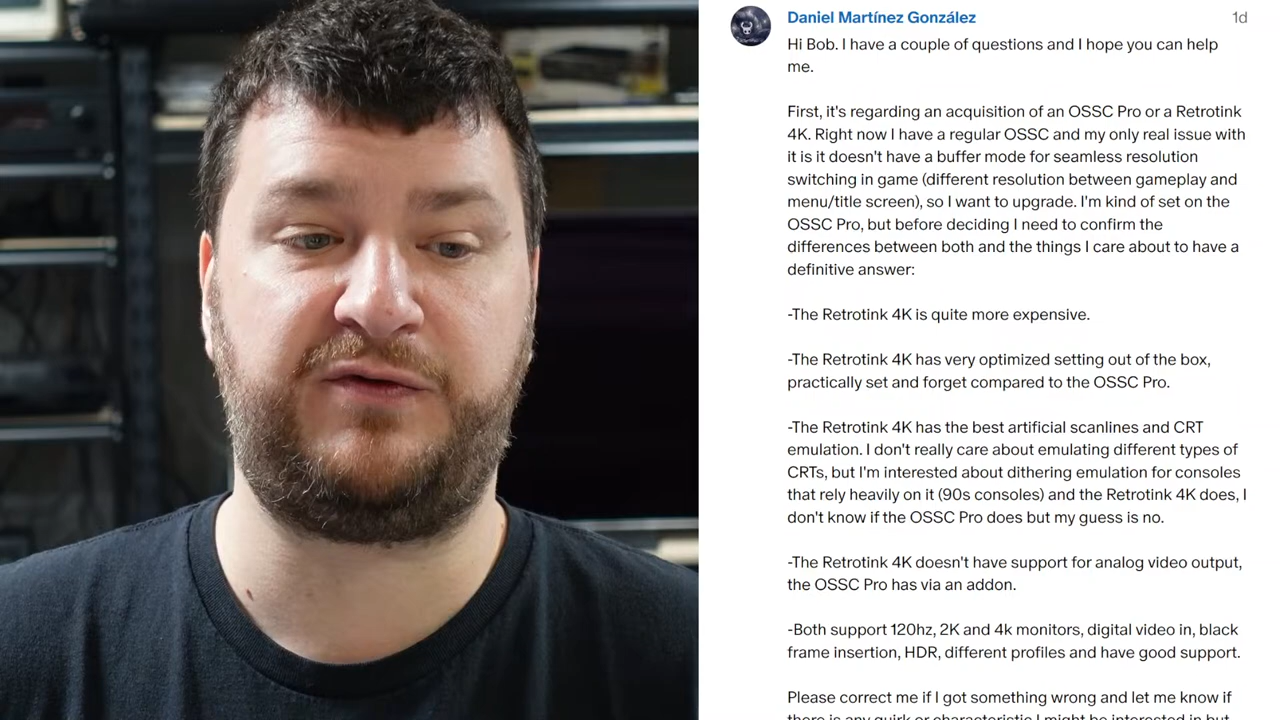 Daniel Martínez González
1d
Hi Bob. I have a couple of questions and I hope you can help
me.
First, it's regarding an acquisition of an OSSC Pro or a Retrotink
4K. Right now I have a regular OSSC and my only real issue with
it is it doesn't have a buffer mode for seamless resolution
switching in game (different resolution between gameplay and
menu/title screen), so I want to upgrade. I'm kind of set on the
OSSC Pro, but before deciding I need to confirm the
differences between both and the things I care about to have a
definitive answer:
-The Retrotink 4K is quite more expensive.
-The Retrotink 4K has very optimized setting out of the box,
practically set and forget compared to the OSSC Pro.
-The Retrotink 4K has the best artificial scanlines and CRT
emulation. I don't really care about emulating different types of
CRTs, but I'm interested about dithering emulation for consoles
that rely heavily on it (90s consoles) and the Retrotink 4K does, I
don't know if the OSSC Pro does but my guess is no.
-The Retrotink 4K doesn't have support for analog video output,
the OSSC Pro has via an addon.
-Both support 120hz, 2K and 4k monitors, digital video in, black
frame insertion, HDR, different profiles and have good support.
Please correct me if I got something wrong and let me know if
there is any quirk or characteristic I might be interested in but